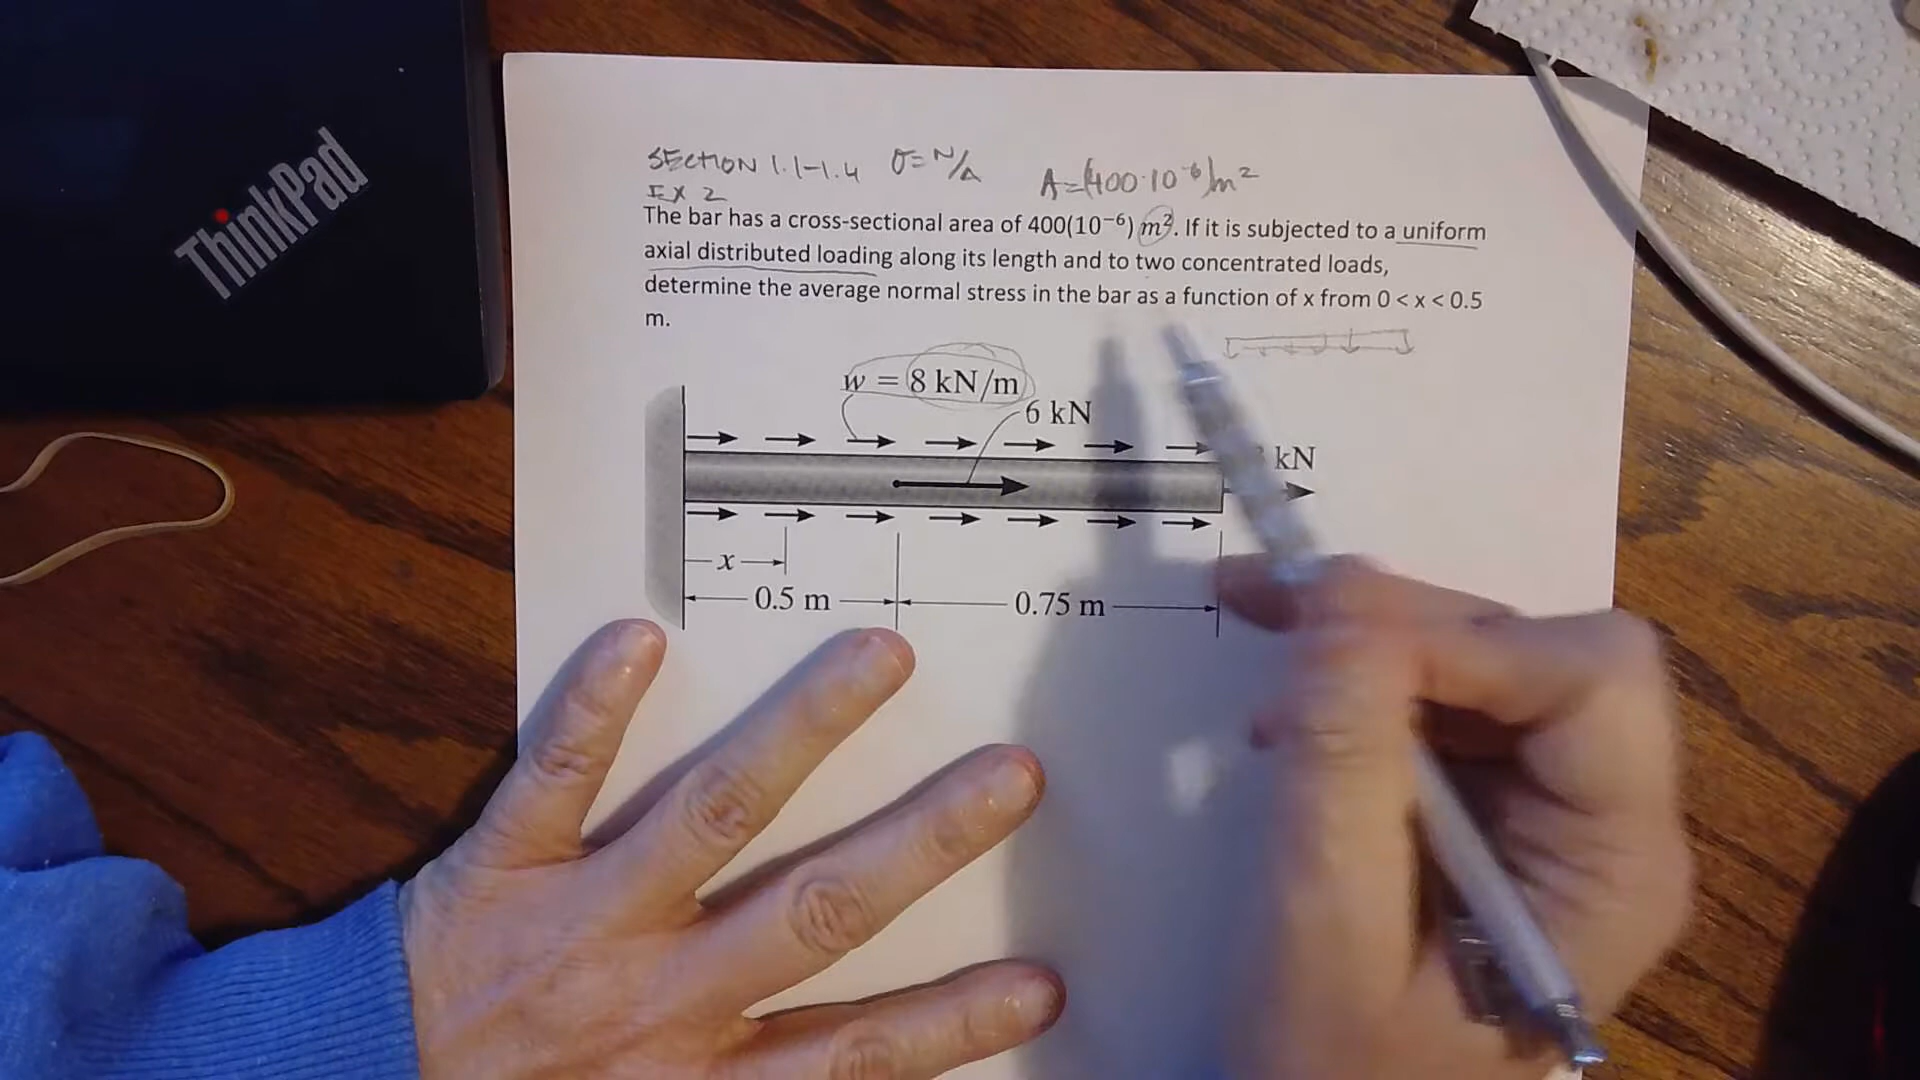 ThinkPad
SECTION 1.1-1.4 σ=N/A A=(400·10⁻⁶)m²
EX 2
The bar has a cross-sectional area of 400(10⁻⁶) m². If it is subjected to a uniform
axial distributed loading along its length and to two concentrated loads,
determine the average normal stress in the bar as a function of x from 0 < x < 0.5
m.
w = 8 kN/m
6 kN
kN
x
0.5 m
0.75 m